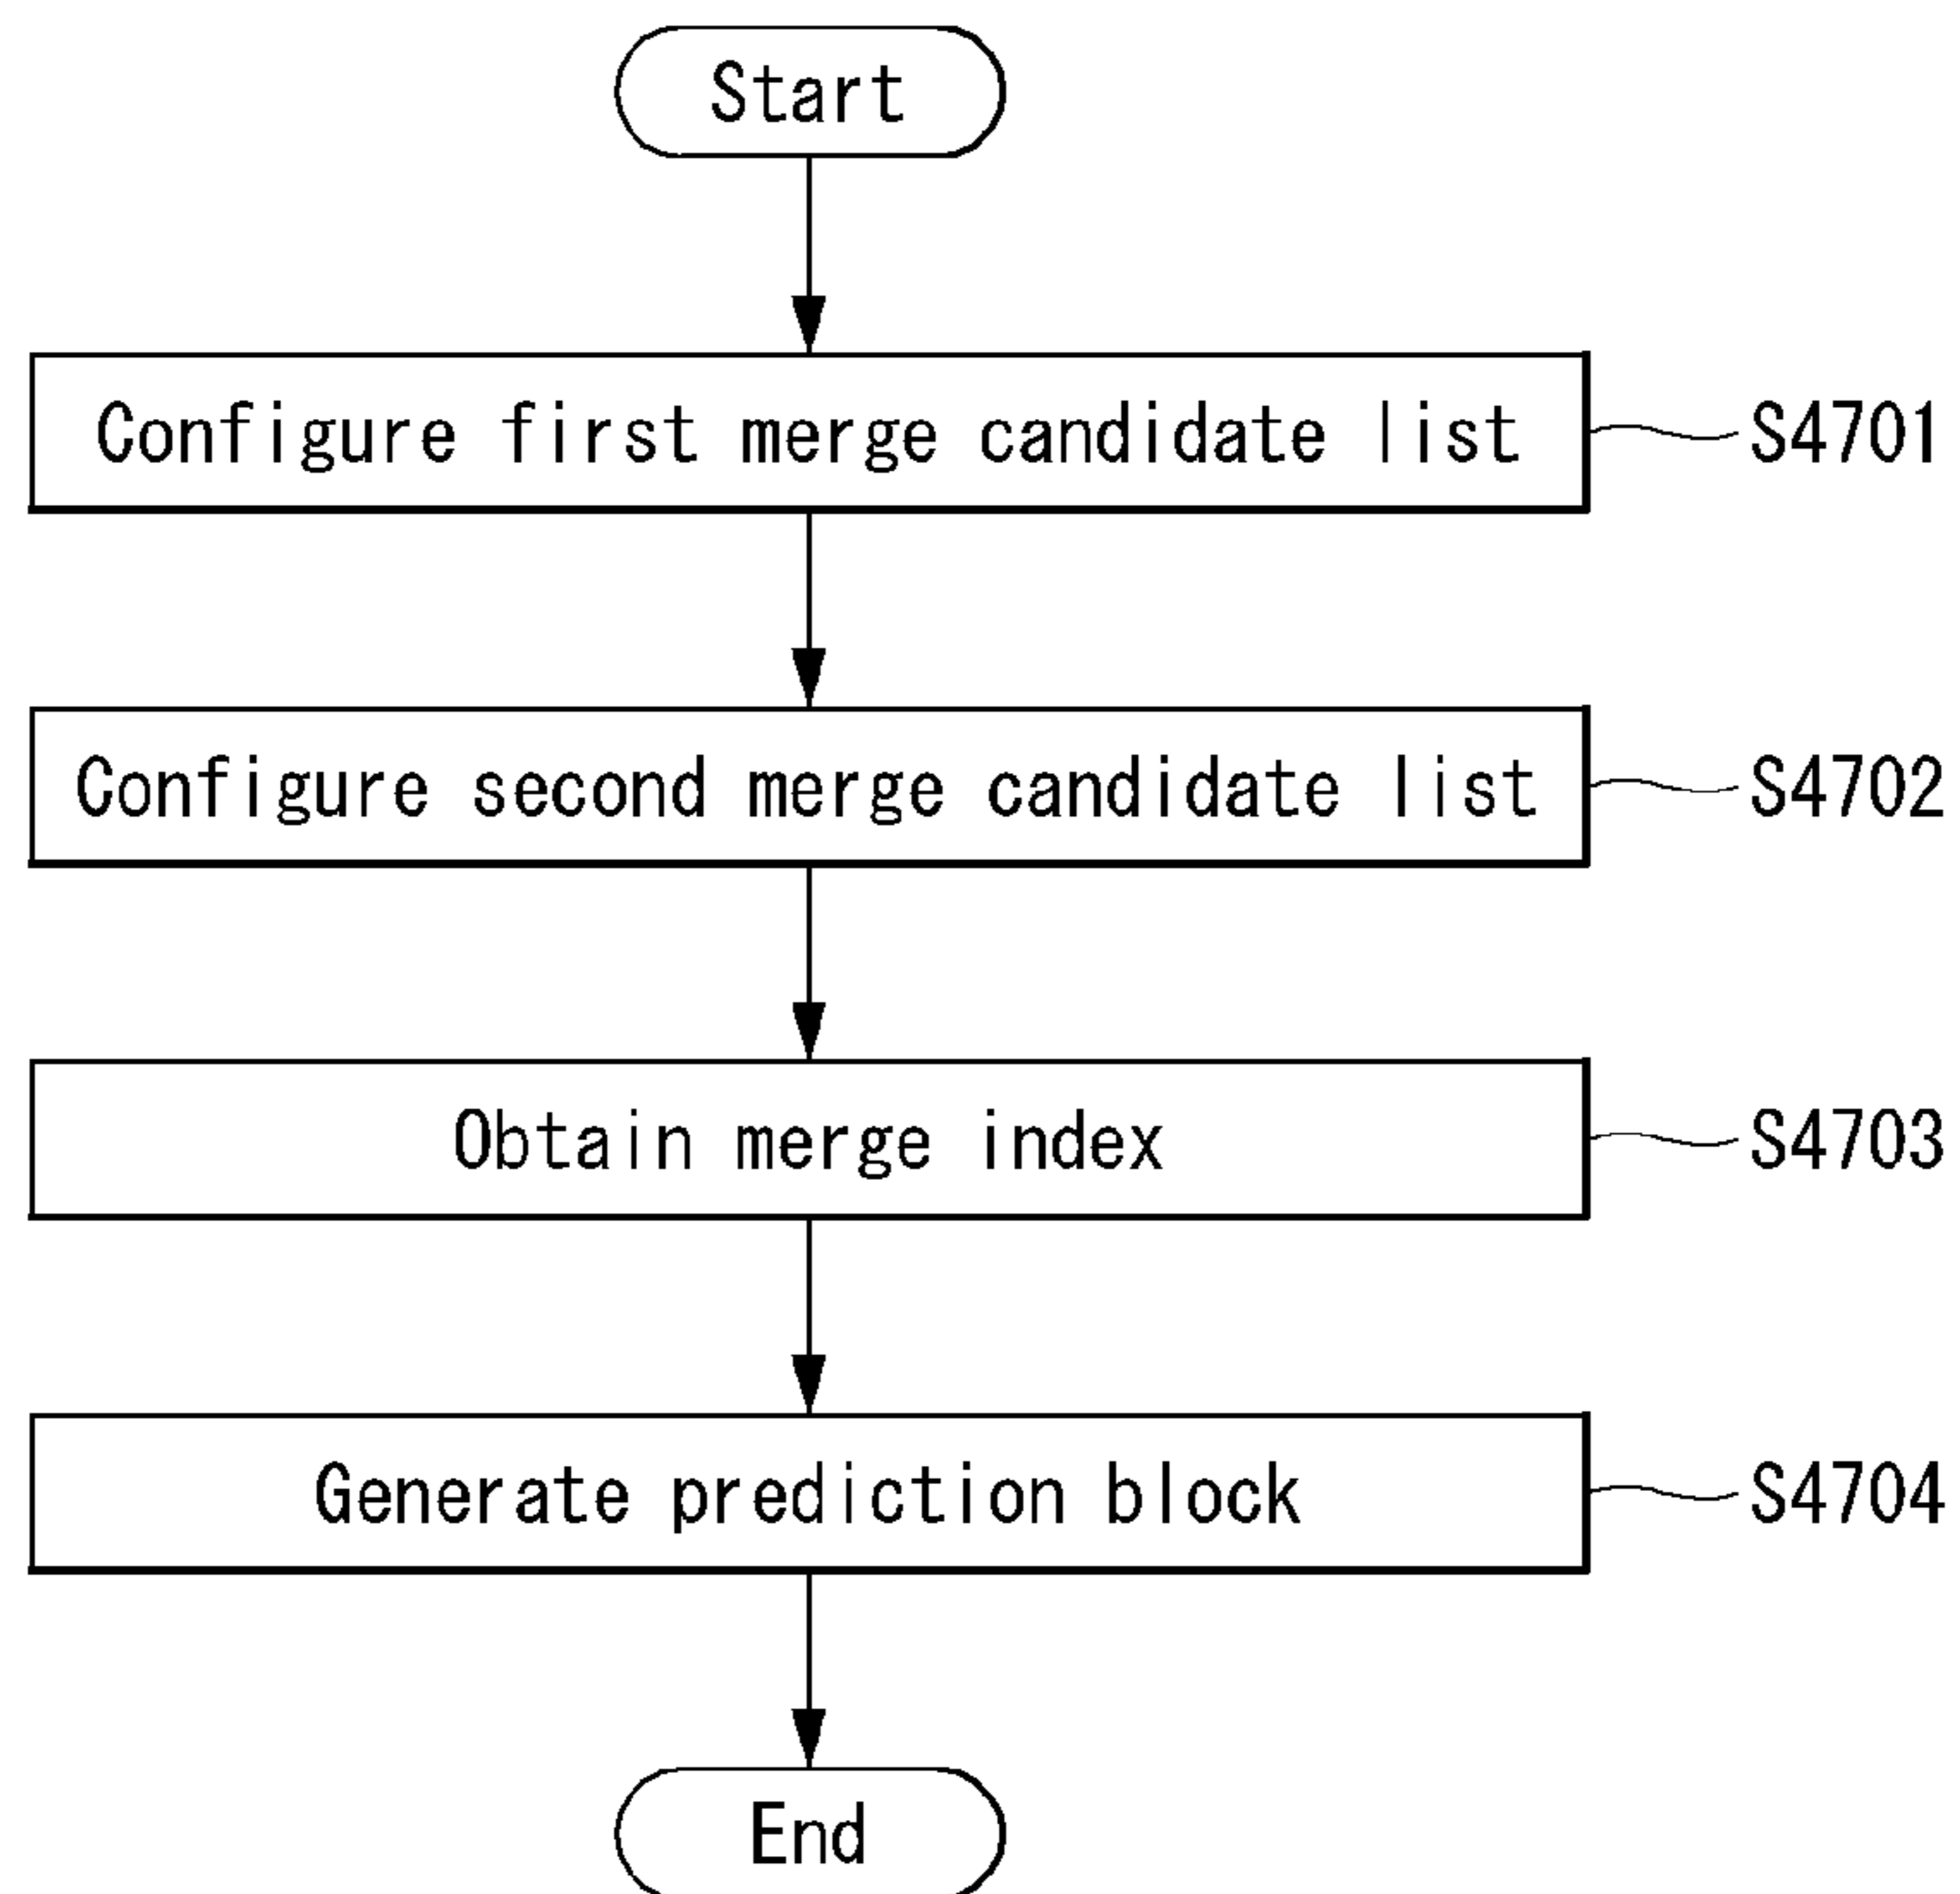 Start
Configure first merge candidate list
S4701
Configure second merge candidate list
S4702
Obtain merge index
S4703
Generate prediction block
S4704
End